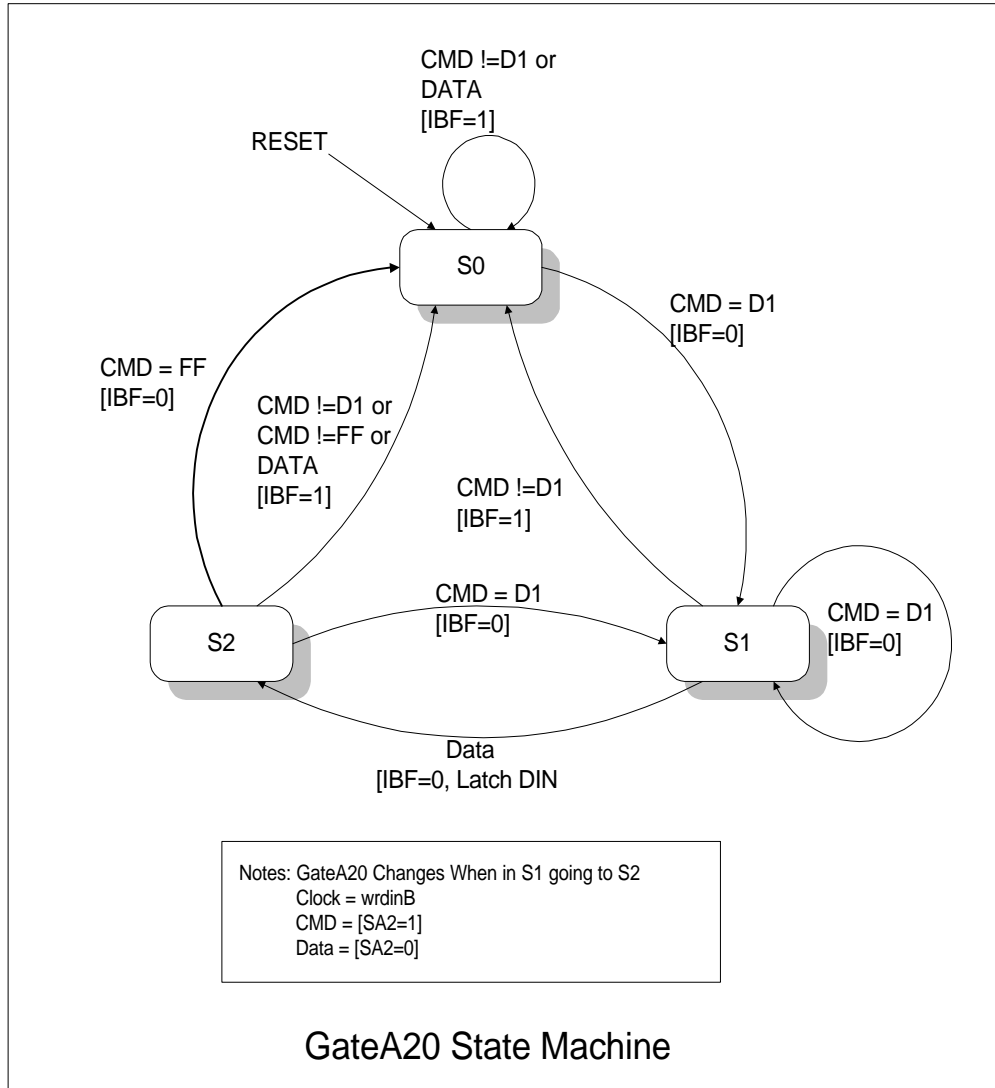 CMD !=D1 or
DATA
[IBF=1]
RESET
S0
CMD = D1
[IBF=0]
CMD = FF
[IBF=0]
CMD !=D1 or
CMD !=FF or
DATA
[IBF=1]
CMD !=D1
[IBF=1]
CMD = D1
[IBF=0]
CMD = D1
[IBF=0]
S2
S1
Data
[IBF=0, Latch DIN
Notes: GateA20 Changes When in S1 going to S2
Clock = wrdinB
CMD = [SA2=1]
Data = [SA2=0]
GateA20 State Machine